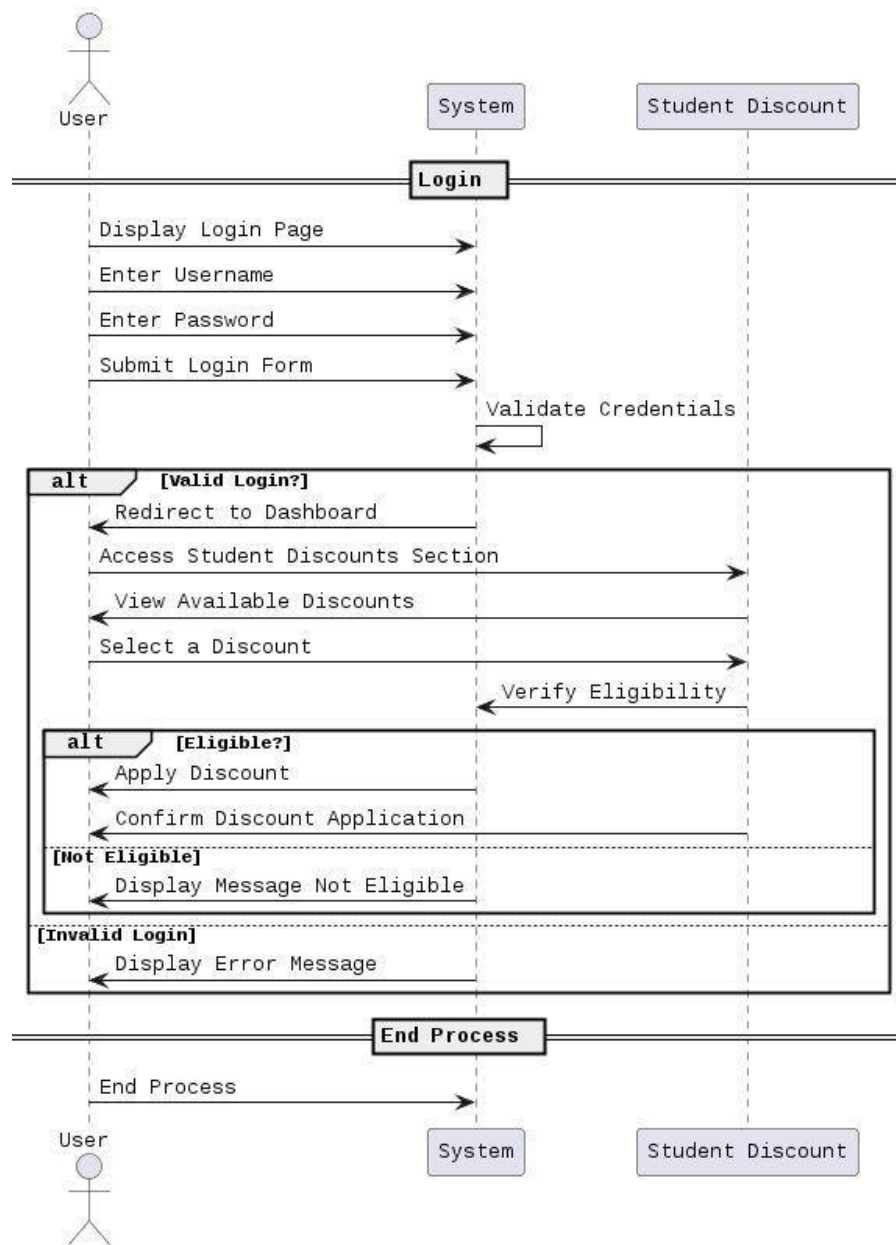 User
System
Student Discount
Login
Display Login Page
Enter Username
Enter Password
Submit Login Form
Validate Credentials
alt [Valid Login?]
Redirect to Dashboard
Access Student Discounts Section
View Available Discounts
Select a Discount
Verify Eligibility
alt [Eligible?]
Apply Discount
Confirm Discount Application
[Not Eligible]
Display Message Not Eligible
[Invalid Login]
Display Error Message
End Process
End Process
User
System
Student Discount